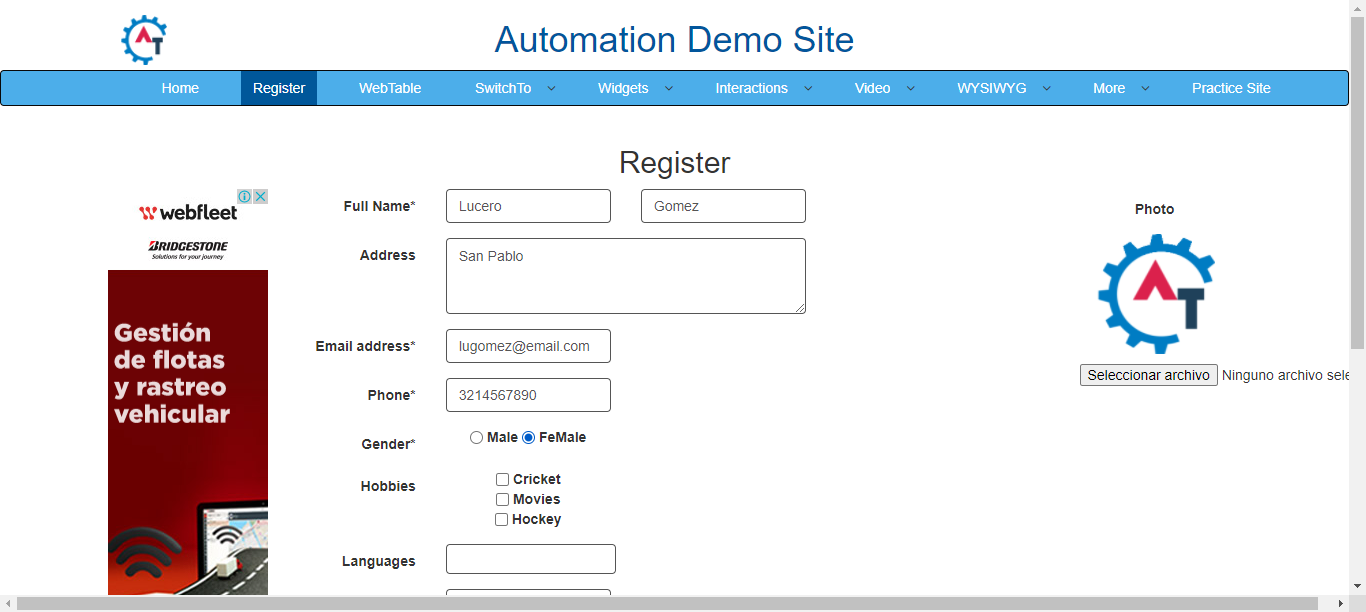 AT
Automation Demo Site
Home Register WebTable SwitchTo Widgets Interactions Video WYSIWYG More Practice Site
Register
webfleet
BRIDGESTONE
Solutions for your journey
Gestión
de flotas
y rastreo
vehicular
Full Name* Lucero Gomez
Address San Pablo
Email address* lugomez@email.com
Phone* 3214567890
Gender* Male FeMale
Hobbies Cricket
Movies
Hockey
Languages
Photo
AT
Seleccionar archivo Ninguno archivo sele